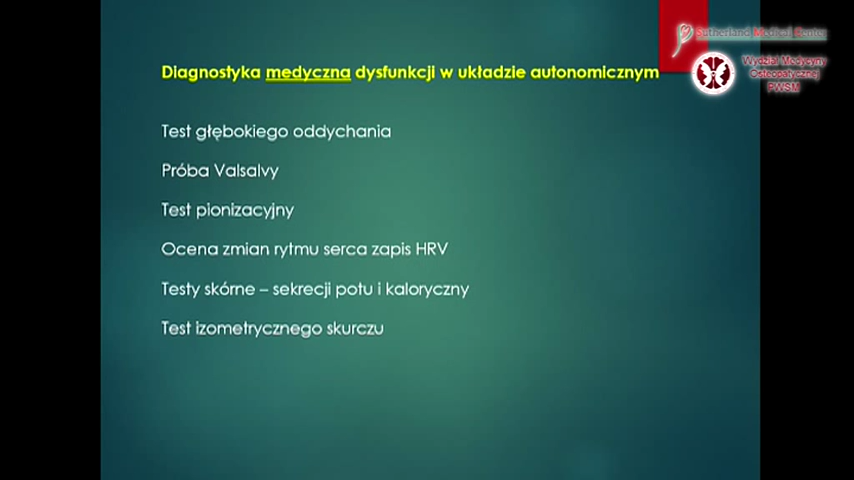 Sutherland Medical Center
Diagnostyka medyczna dysfunkcji w układzie autonomicznym
Wydział Medycyny
Osteopatycznej
PWSM
Test głębokiego oddychania
Próba Valsalvy
Test pionizacyjny
Ocena zmian rytmu serca zapis HRV
Testy skórne – sekrecji potu i kaloryczny
Test izometrycznego skurczu